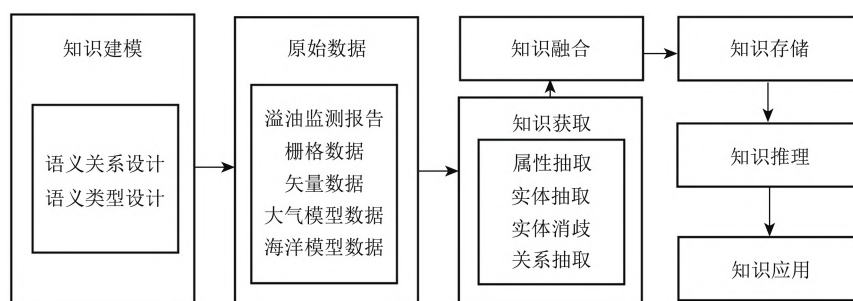 知识建模
语义关系设计
语义类型设计
原始数据
溢油监测报告
栅格数据
矢量数据
大气模型数据
海洋模型数据
知识获取
属性抽取
实体抽取
实体消歧
关系抽取
知识融合
知识存储
知识推理
知识应用